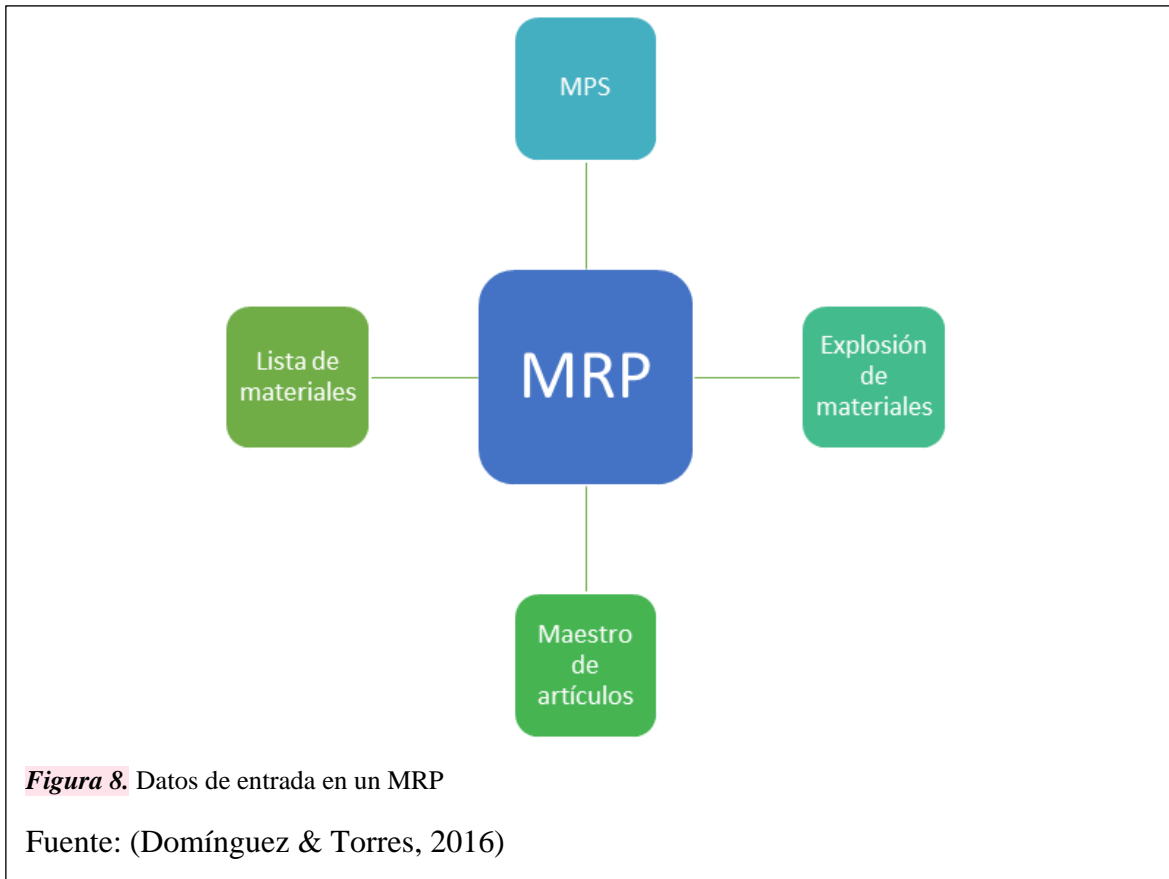 MPS
Lista de
materiales
MRP
Explosión
de
materiales
Maestro
de
artículos
Figura 8. Datos de entrada en un MRP
Fuente: (Domínguez & Torres, 2016)